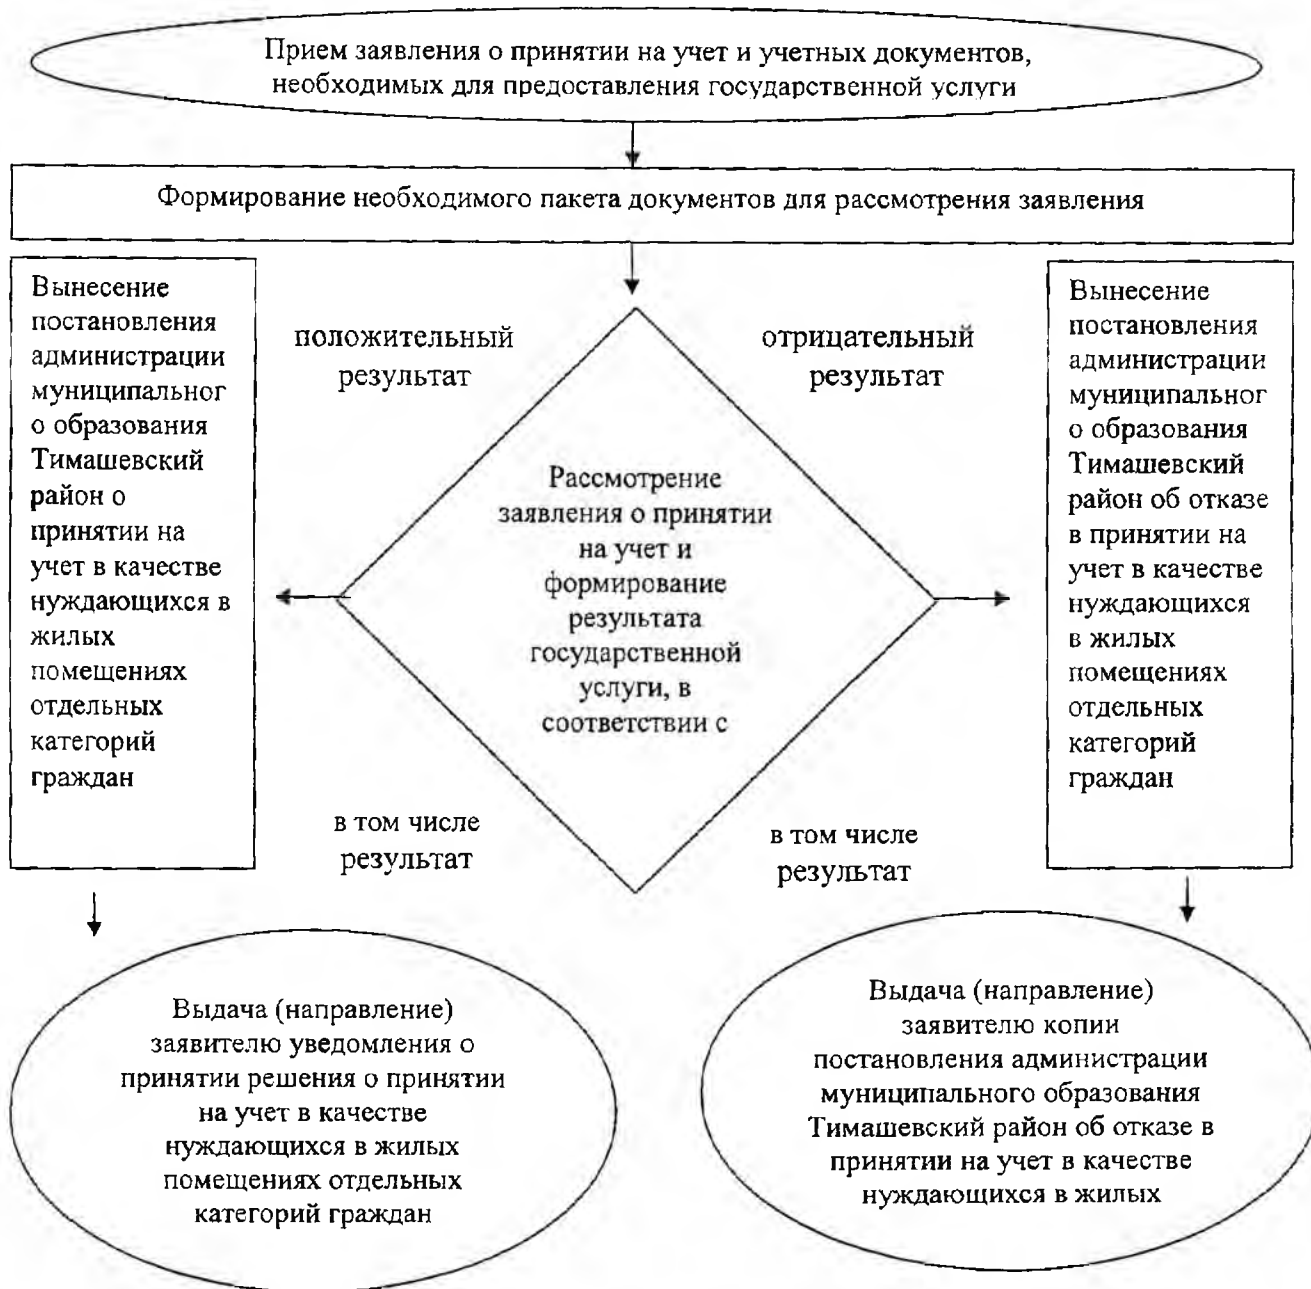 Прием заявления о принятии на учет и учетных документов,
необходимых для предоставления государственной услуги
Формирование необходимого пакета документов для рассмотрения заявления
Вынесение
постановления
администрации
муниципальног
о образования
Тимашевский
район о
принятии на
учет в качестве
нуждающихся в
жилых
помещениях
отдельных
категорий
граждан
положительный
результат
отрицательный
результат
Рассмотрение
заявления о принятии
на учет и
формирование
результата
государственной
услуги, в
соответствии с
в том числе
результат
в том числе
результат
Вынесение
постановления
администрации
муниципальног
о образования
Тимашевский
район об отказе
в принятии на
учет в качестве
нуждающихся
в жилых
помещениях
отдельных
категорий
граждан
Выдача (направление)
заявителю уведомления о
принятии решения о принятии
на учет в качестве
нуждающихся в жилых
помещениях отдельных
категорий граждан
Выдача (направление)
заявителю копии
постановления администрации
муниципального образования
Тимашевский район об отказе в
принятии на учет в качестве
нуждающихся в жилых